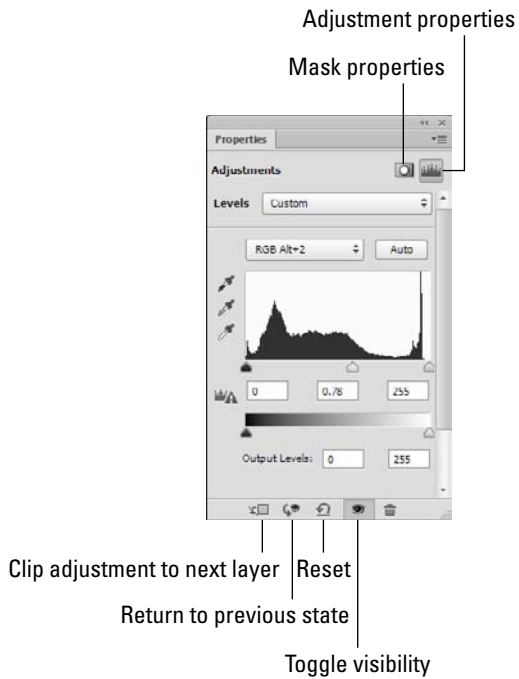 Adjustment properties
Mask properties
Properties
Adjustments
Levels Custom
RGB Alt+2 Auto
0 0.78 255
Output Levels: 0 255
Clip adjustment to next layer Reset
Return to previous state
Toggle visibility